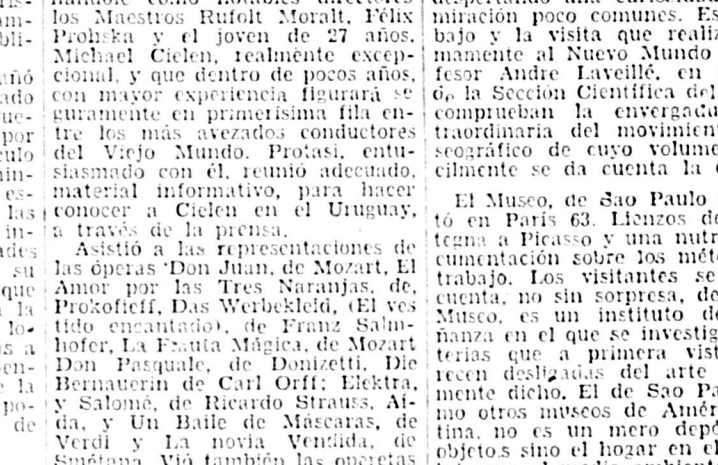 los Maestros Rufolt Moralt, Félix
Prohska y el joven de 27 años,
Michael Cielen, realmente excep-
cional, y que dentro de pocos años,
con mayor experiencia figurará se
guramente en primerísima fila en-
tre los más avezados conductores
del Viejo Mundo. Protasi, entu-
siasmado con él, reunió adecuado,
material informativo, para hacer
conocer a Cielen en el Uruguay,
a través de la prensa.
Asistió a las representaciones de
las óperas 'Don Juan, de Mozart, El
Amor por las Tres Naranjas, de,
Prokofieff, Das Werbekleid, (El ves
tido encantado), de Franz Salm-
hofer, La Frauta Mágica, de Mozart
Don Pasquale, de Donizetti, Die
Bernauerin de Carl Orff; Elektra,
y Salomé, de Ricardo Strauss, Ai-
da, y Un Baile de Máscaras, de
Verdi y La novia Vendida, de
Smétana. Vió también las operetas
miración poco comunes. Es
bajo y la visita que realiz
mamente al Nuevo Mundo
fesor Andre Laveillé, en
de la Sección Científica del
comprueban la envergad
traordinaria del movimien
seográfico de cuyo volume
cilmente se da cuenta la
El Museo, de Sao Paulo
tó en París 63. Lienzos d
tegna a Picasso y una nutr
cumentación sobre los mét
trabajo. Los visitantes se
cuenta, no sin sorpresa, de
Museo, es un instituto d
ñanza en el que se investig
terias que a primera vist
recen desligadas del arte
mente dicho. El de Sao Pa
mo otros museos de Amér
tina, no es un mero depó
objetos sino el hogar en el